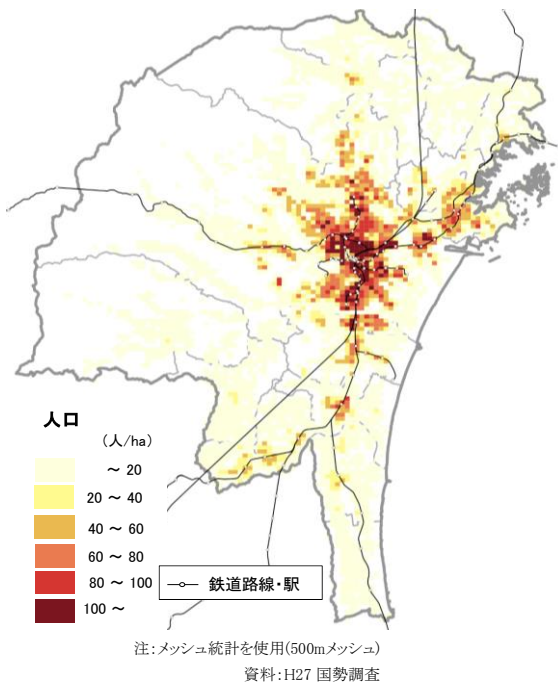 人口
(人/ha)
～ 20
20 ～ 40
40 ～ 60
60 ～ 80
80 ～ 100
100 ～
鉄道路線・駅
注：メッシュ統計を使用(500mメッシュ)
資料：H27 国勢調査